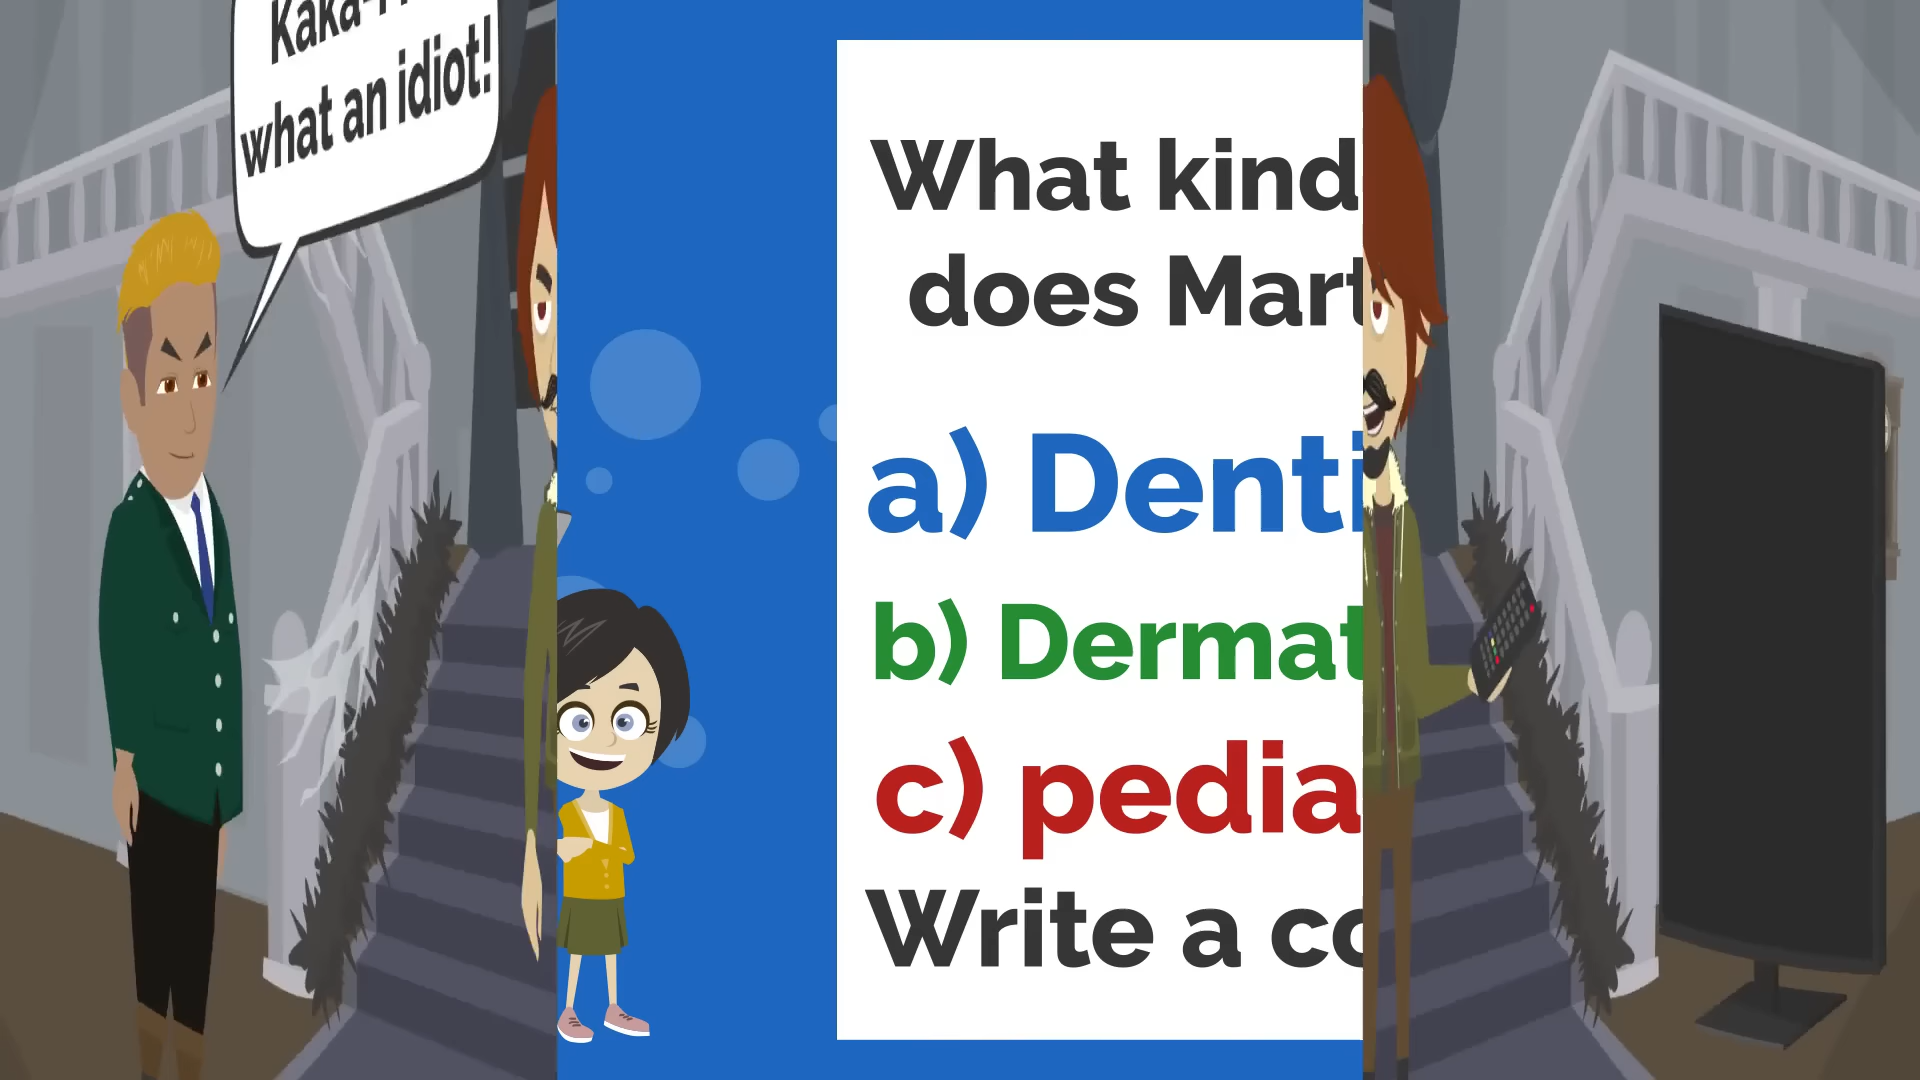 what an idiot!
What kind
does Mart
a) Denti
b) Dermat
c) pedia
Write a co